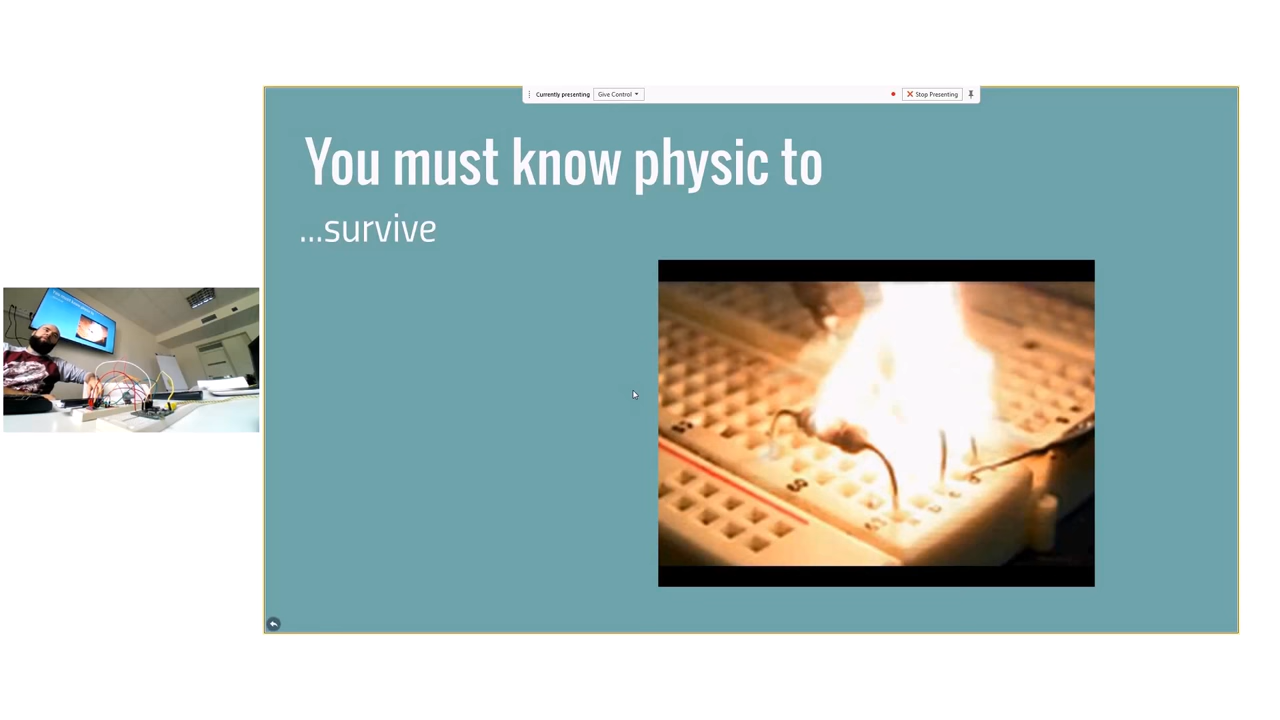 Currently presenting
Give Control
Stop Presenting
You must know physic to
...survive